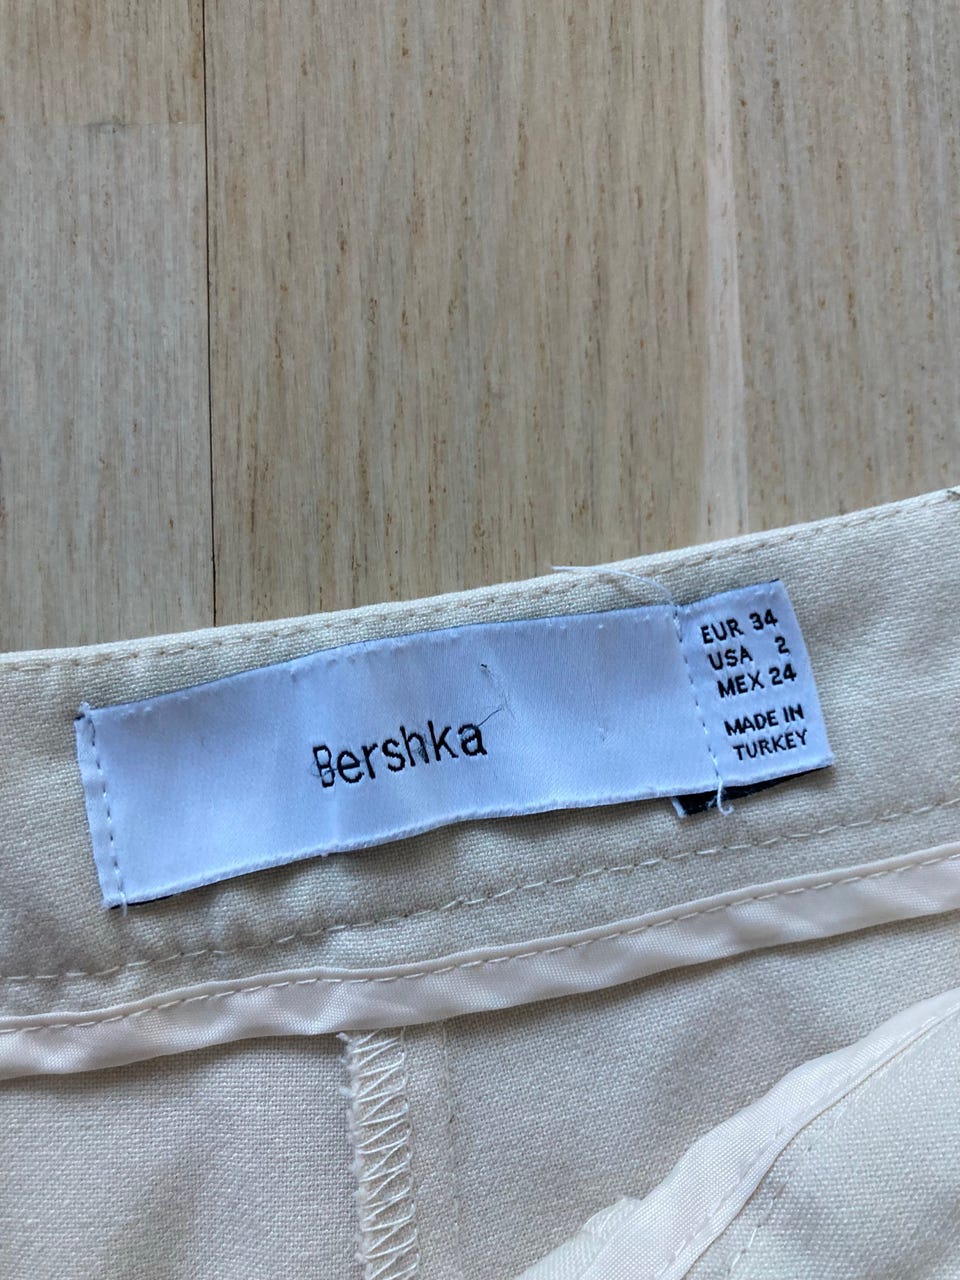 Bershka
EUR 34
USA 2
MEX 24
MADE IN
TURKEY